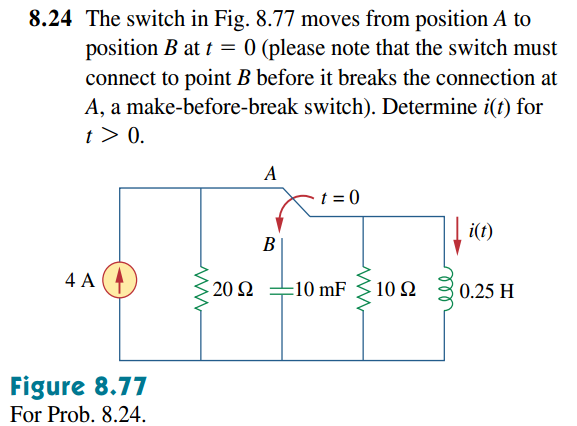 8.24 The switch in Fig. 8.77 moves from position A to
position B at t = 0 (please note that the switch must
connect to point B before it breaks the connection at
A, a make-before-break switch). Determine i(t) for
t > 0.
A
t = 0
i(t)
B
4 A
20 Ω
10 mF
10 Ω
0.25 H
Figure 8.77
For Prob. 8.24.